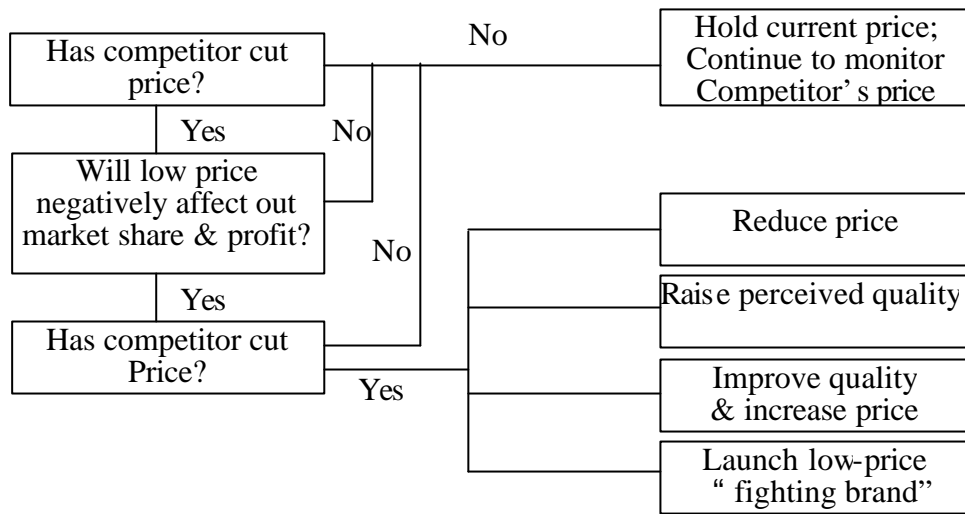 Has competitor cut
price?
No
Hold current price;
Continue to monitor
Competitor's price
Yes
No
Will low price
negatively affect out
market share & profit?
No
Reduce price
Yes
Raise perceived quality
Has competitor cut
Price?
Yes
Improve quality
& increase price
Launch low-price
“ fighting brand”